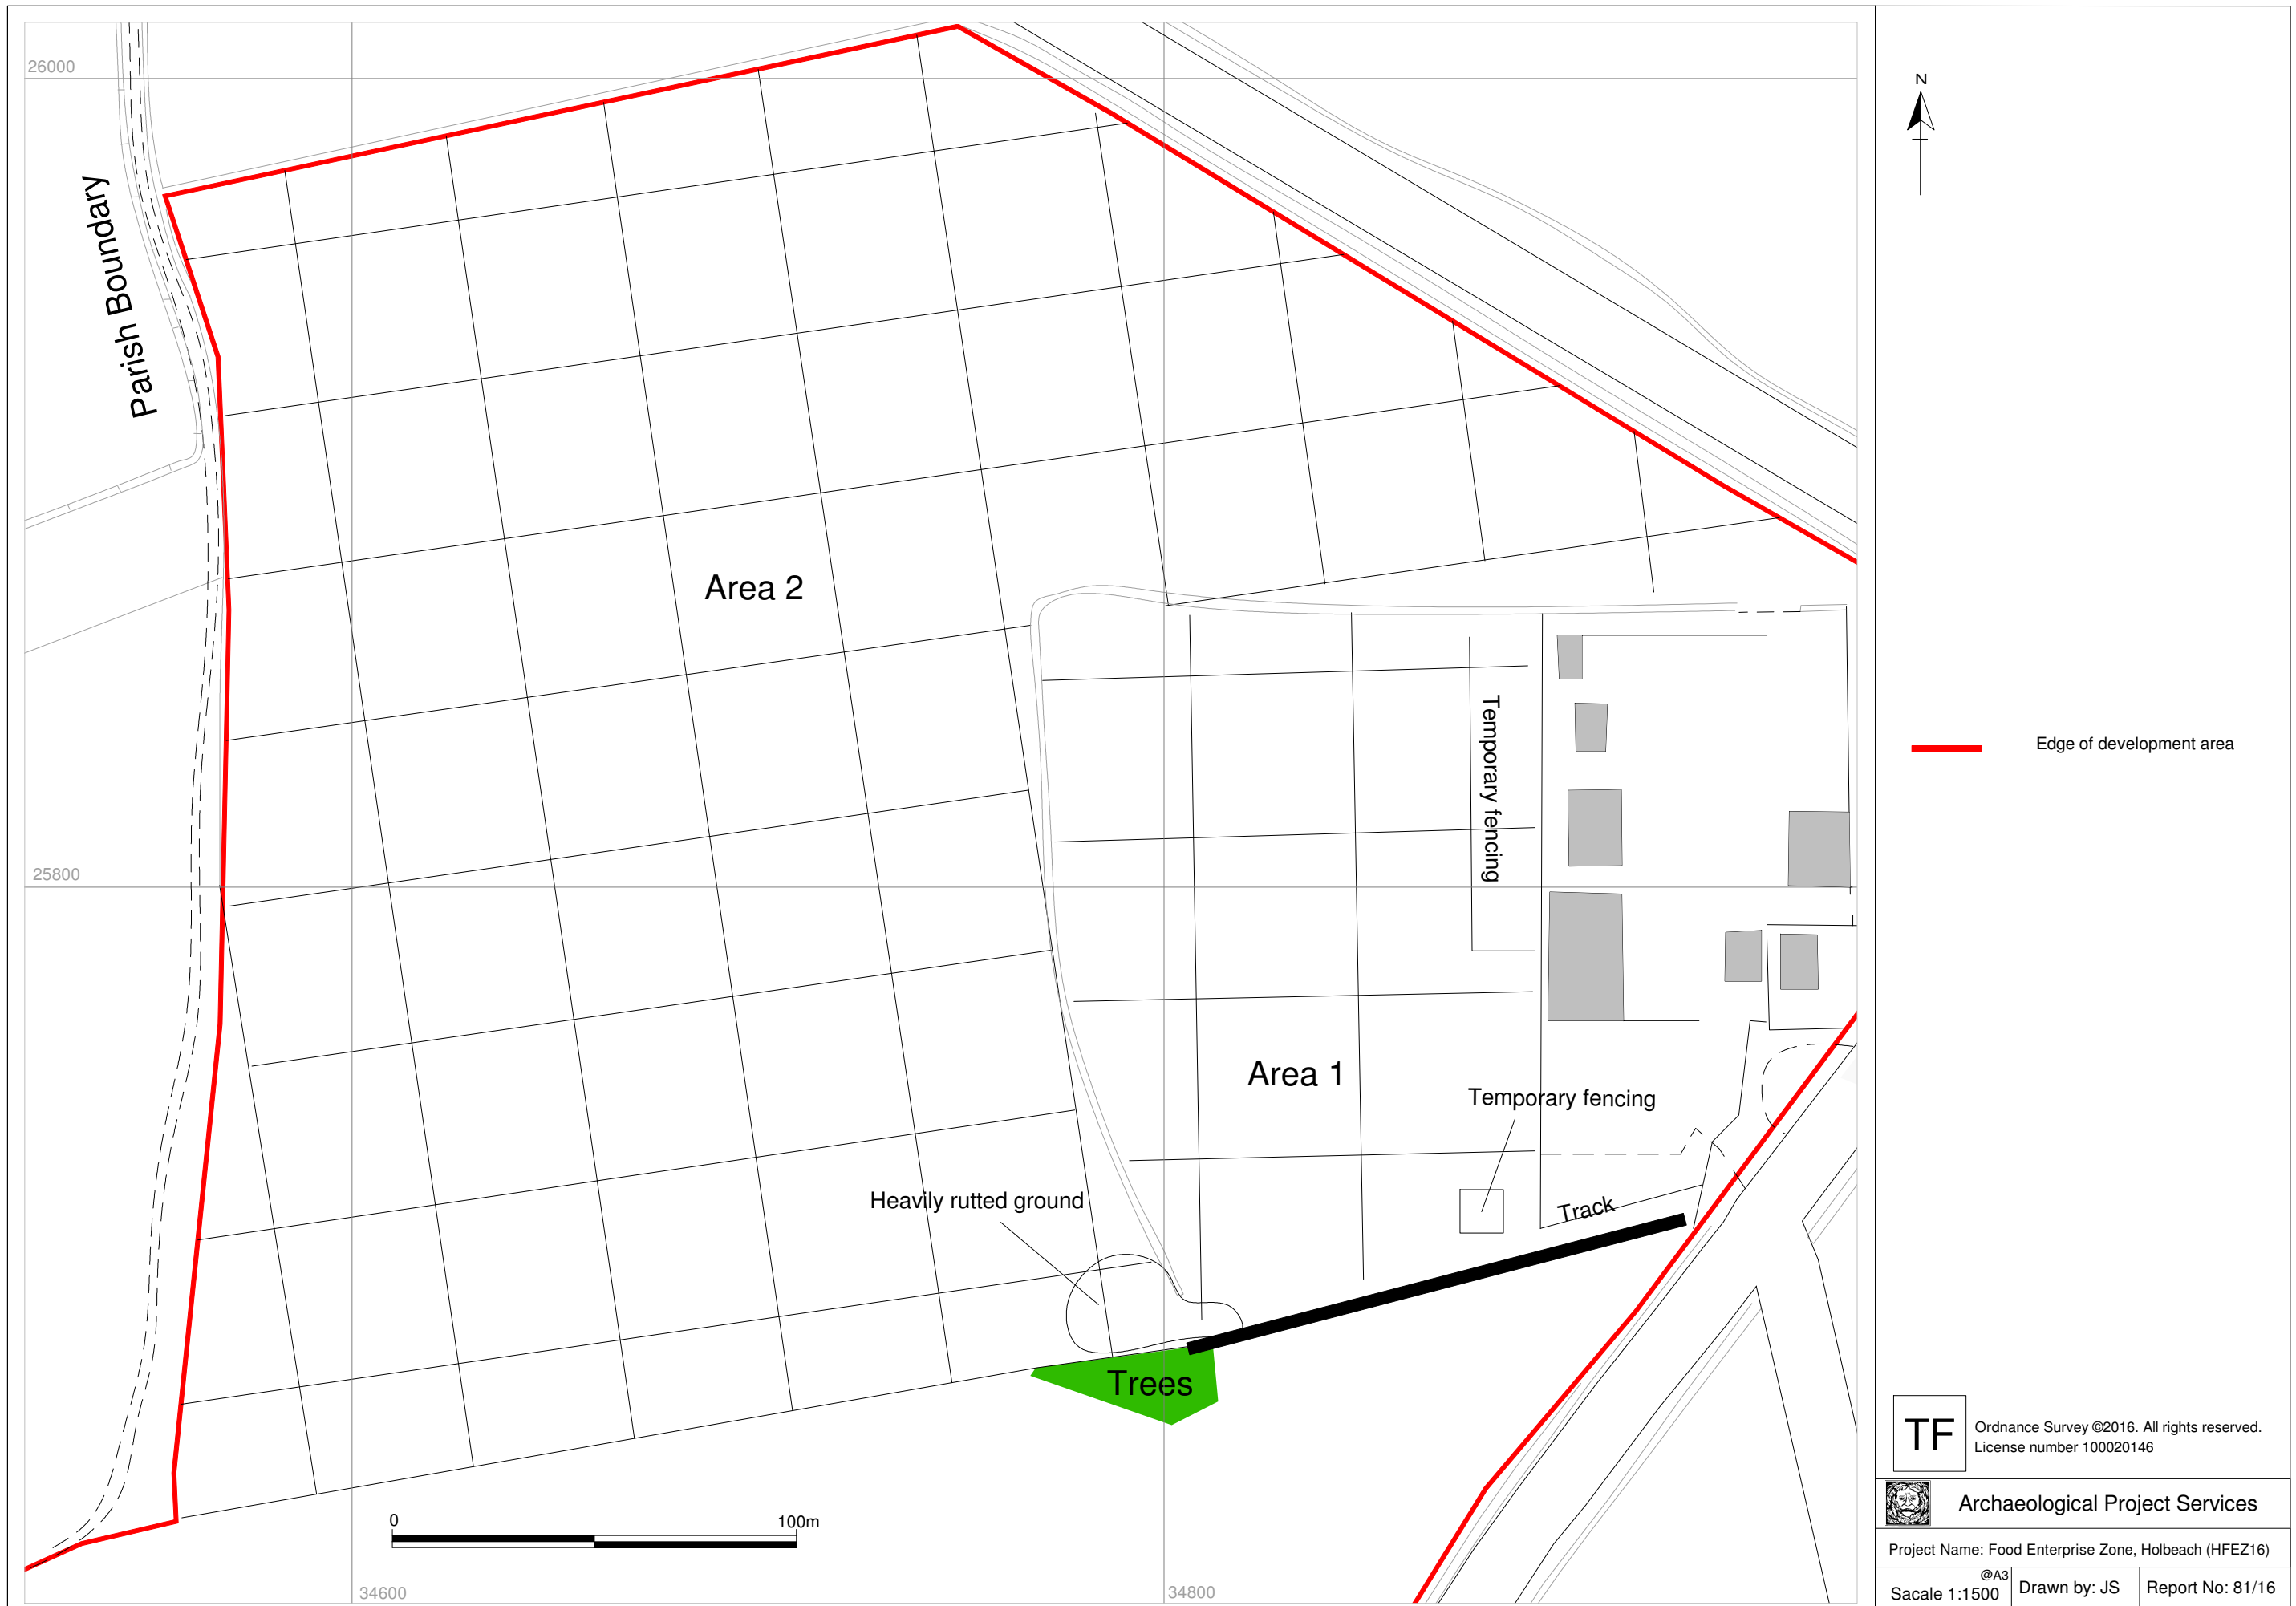 26000
N
Parish Boundary
Area 2
Temporary fencing
Edge of development area
25800
Area 1
Temporary fencing
Heavily rutted ground
Track
Trees
0
100m
34600
34800
TF
Ordnance Survey ©2016. All rights reserved.
License number 100020146
Archaeological Project Services
Project Name: Food Enterprise Zone, Holbeach (HFEZ16)
@A3
Sacale 1:1500
Drawn by: JS
Report No: 81/16